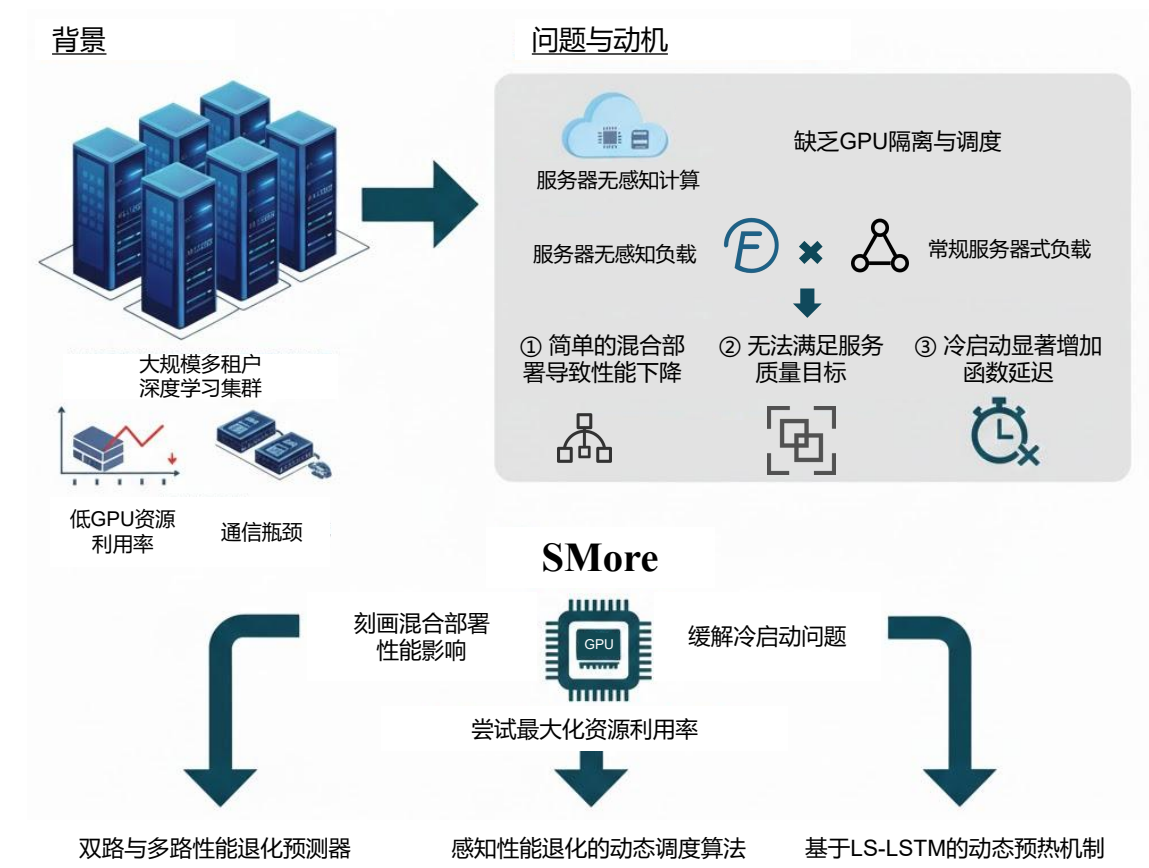 背景
大规模多租户
深度学习集群
低GPU资源
利用率
通信瓶颈
问题与动机
缺乏GPU隔离与调度
服务器无感知计算
服务器无感知负载
F
常规服务器式负载
① 简单的混合部
署导致性能下降
② 无法满足服务
质量目标
③ 冷启动显著增加
函数延迟
SMore
刻画混合部署
性能影响
GPU
缓解冷启动问题
尝试最大化资源利用率
双路与多路性能退化预测器
感知性能退化的动态调度算法
基于LS-LSTM的动态预热机制